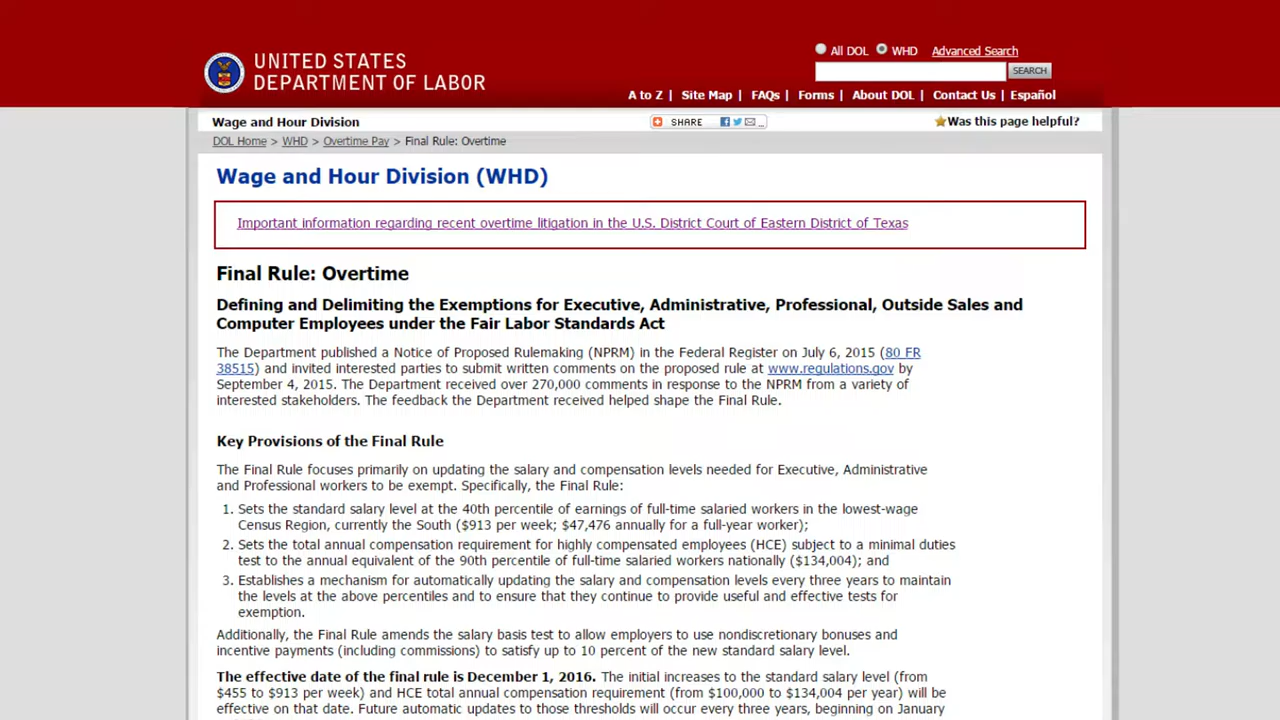 UNITED STATES
DEPARTMENT OF LABOR
All DOL WHD Advanced Search
SEARCH
A to Z | Site Map | FAQs | Forms | About DOL | Contact Us | Español
Wage and Hour Division SHARE Was this page helpful?
DOL Home > WHD > Overtime Pay > Final Rule: Overtime
Wage and Hour Division (WHD)
Important information regarding recent overtime litigation in the U.S. District Court of Eastern District of Texas
Final Rule: Overtime
Defining and Delimiting the Exemptions for Executive, Administrative, Professional, Outside Sales and
Computer Employees under the Fair Labor Standards Act
The Department published a Notice of Proposed Rulemaking (NPRM) in the Federal Register on July 6, 2015 (80 FR
38515) and invited interested parties to submit written comments on the proposed rule at www.regulations.gov by
September 4, 2015. The Department received over 270,000 comments in response to the NPRM from a variety of
interested stakeholders. The feedback the Department received helped shape the Final Rule.
Key Provisions of the Final Rule
The Final Rule focuses primarily on updating the salary and compensation levels needed for Executive, Administrative
and Professional workers to be exempt. Specifically, the Final Rule:
1. Sets the standard salary level at the 40th percentile of earnings of full-time salaried workers in the lowest-wage
Census Region, currently the South ($913 per week; $47,476 annually for a full-year worker);
2. Sets the total annual compensation requirement for highly compensated employees (HCE) subject to a minimal duties
test to the annual equivalent of the 90th percentile of full-time salaried workers nationally ($134,004); and
3. Establishes a mechanism for automatically updating the salary and compensation levels every three years to maintain
the levels at the above percentiles and to ensure that they continue to provide useful and effective tests for
exemption.
Additionally, the Final Rule amends the salary basis test to allow employers to use nondiscretionary bonuses and
incentive payments (including commissions) to satisfy up to 10 percent of the new standard salary level.
The effective date of the final rule is December 1, 2016. The initial increases to the standard salary level (from
$455 to $913 per week) and HCE total annual compensation requirement (from $100,000 to $134,004 per year) will be
effective on that date. Future automatic updates to those thresholds will occur every three years, beginning on January